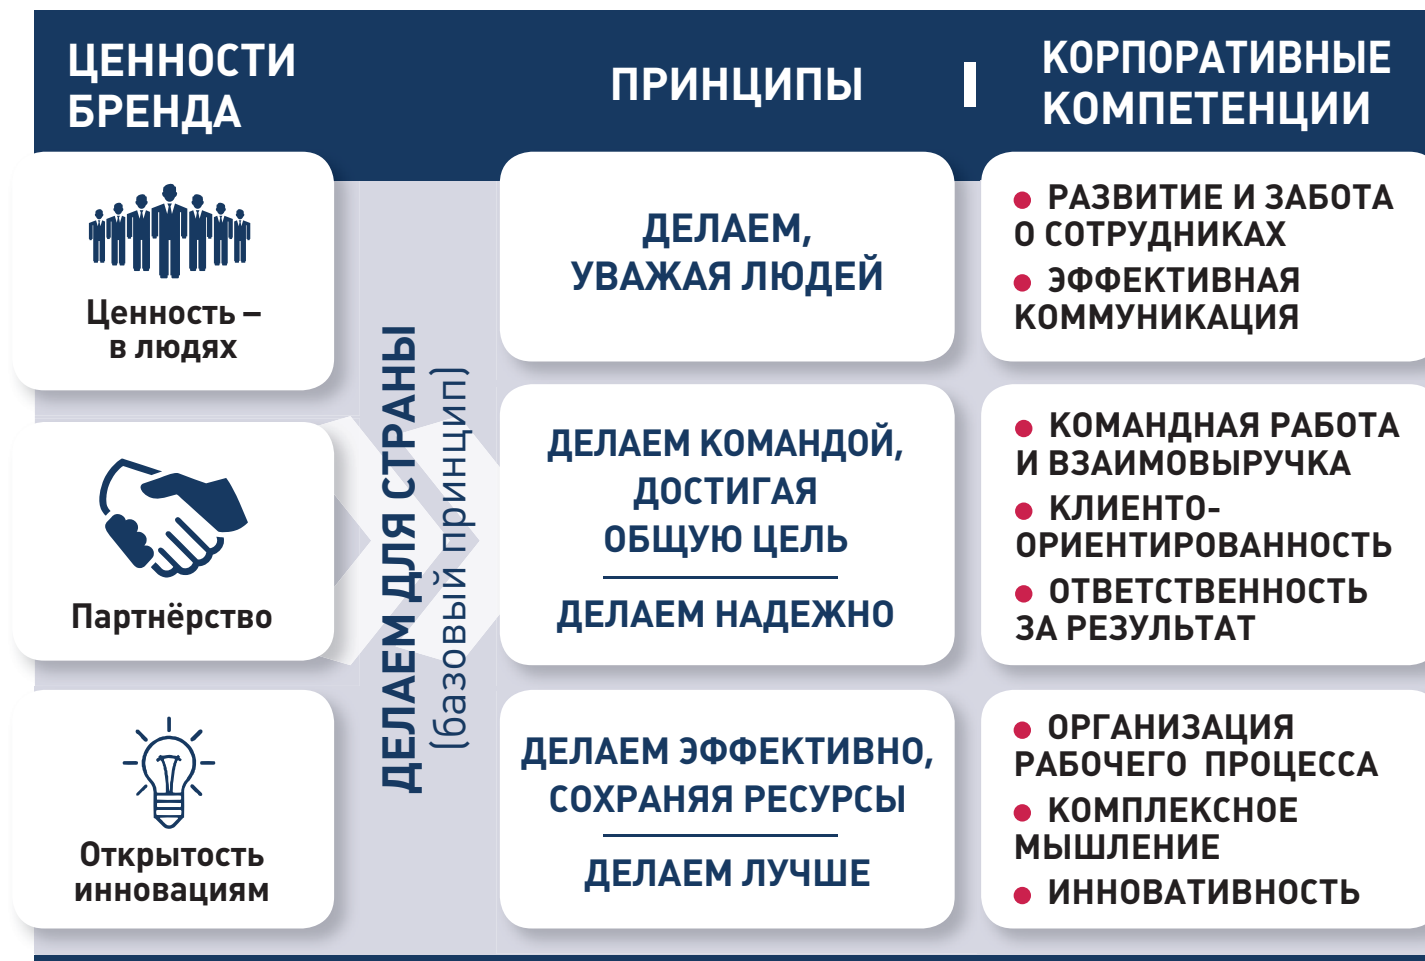 ЦЕННОСТИ
БРЕНДА
ПРИНЦИПЫ
КОРПОРАТИВНЫЕ
КОМПЕТЕНЦИИ
Ценность –
в людях
Партнёрство
Открытость
инновациям
ДЕЛАЕМ ДЛЯ СТРАНЫ
(базовый принцип)
ДЕЛАЕМ,
УВАЖАЯ ЛЮДЕЙ
ДЕЛАЕМ КОМАНДОЙ,
ДОСТИГАЯ
ОБЩУЮ ЦЕЛЬ
ДЕЛАЕМ НАДЕЖНО
ДЕЛАЕМ ЭФФЕКТИВНО,
СОХРАНЯЯ РЕСУРСЫ
ДЕЛАЕМ ЛУЧШЕ
● РАЗВИТИЕ И ЗАБОТА
О СОТРУДНИКАХ
● ЭФФЕКТИВНАЯ
КОММУНИКАЦИЯ
● КОМАНДНАЯ РАБОТА
И ВЗАИМОВЫРУЧКА
● КЛИЕНТО-
ОРИЕНТИРОВАННОСТЬ
● ОТВЕТСТВЕННОСТЬ
ЗА РЕЗУЛЬТАТ
● ОРГАНИЗАЦИЯ
РАБОЧЕГО ПРОЦЕССА
● КОМПЛЕКСНОЕ
МЫШЛЕНИЕ
● ИННОВАТИВНОСТЬ